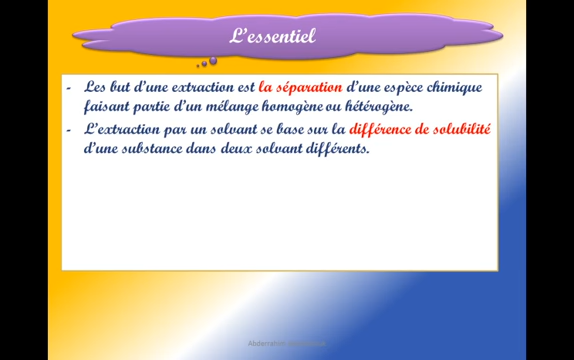 L'essentiel
- Les but d'une extraction est la séparation d'une espèce chimique
faisant partie d'un mélange homogène ou hétérogène.
- L'extraction par un solvant se base sur la différence de solubilité
d'une substance dans deux solvant différents.